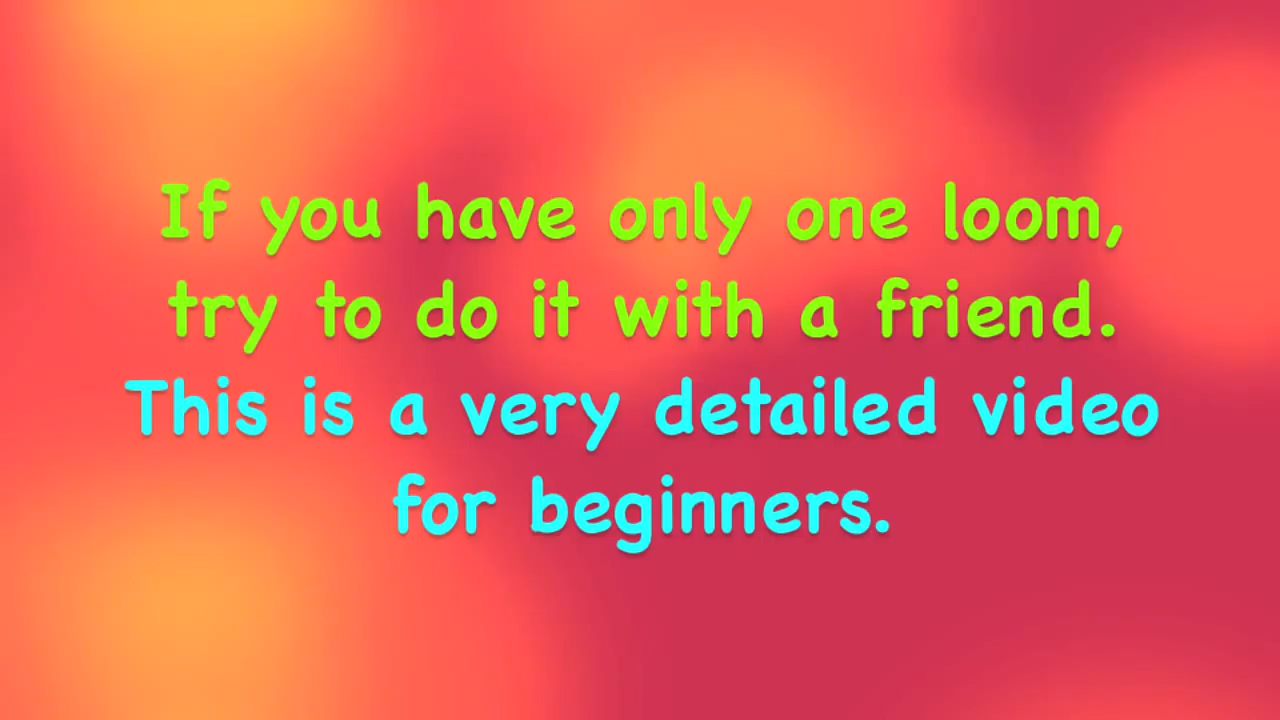 If you have only one loom,
try to do it with a friend.
This is a very detailed video
for beginners.